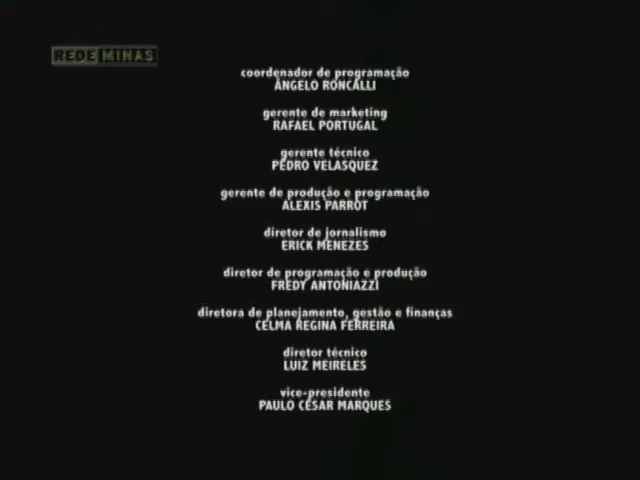 REDE MINAS
coordenador de programação
ÂNGELO RONCALLI
gerente de marketing
RAFAEL PORTUGAL
gerente técnico
PEDRO VELASQUEZ
gerente de produção e programação
ALEXIS PARROT
diretor de jornalismo
ERICK MENEZES
diretor de programação e produção
FREDY ANTONIAZZI
diretora de planejamento, gestão e finanças
CELMA REGINA FERREIRA
diretor técnico
LUIZ MEIRELES
vice-presidente
PAULO CÉSAR MARQUES